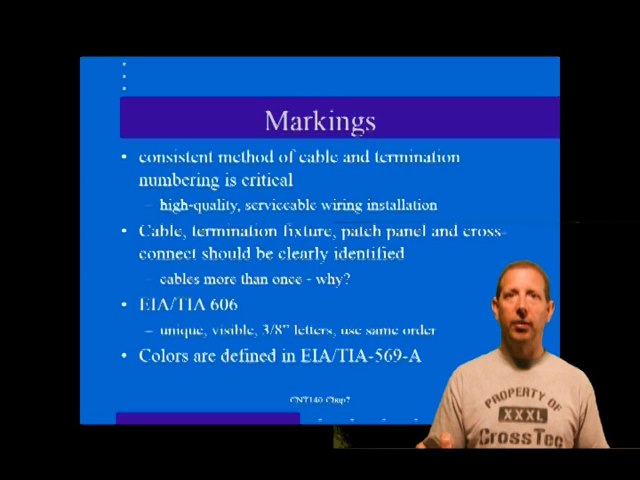 Markings
• consistent method of cable and termination
numbering is critical
– high-quality, serviceable wiring installation
• Cable, termination fixture, patch panel and cross-
connect should be clearly identified
– cables more than once - why?
• EIA/TIA 606
– unique, visible, 3/8” letters, use same order
• Colors are defined in EIA/TIA-569-A
CNT140 Chap7
PROPERTY OF
XXXL
CrossTec